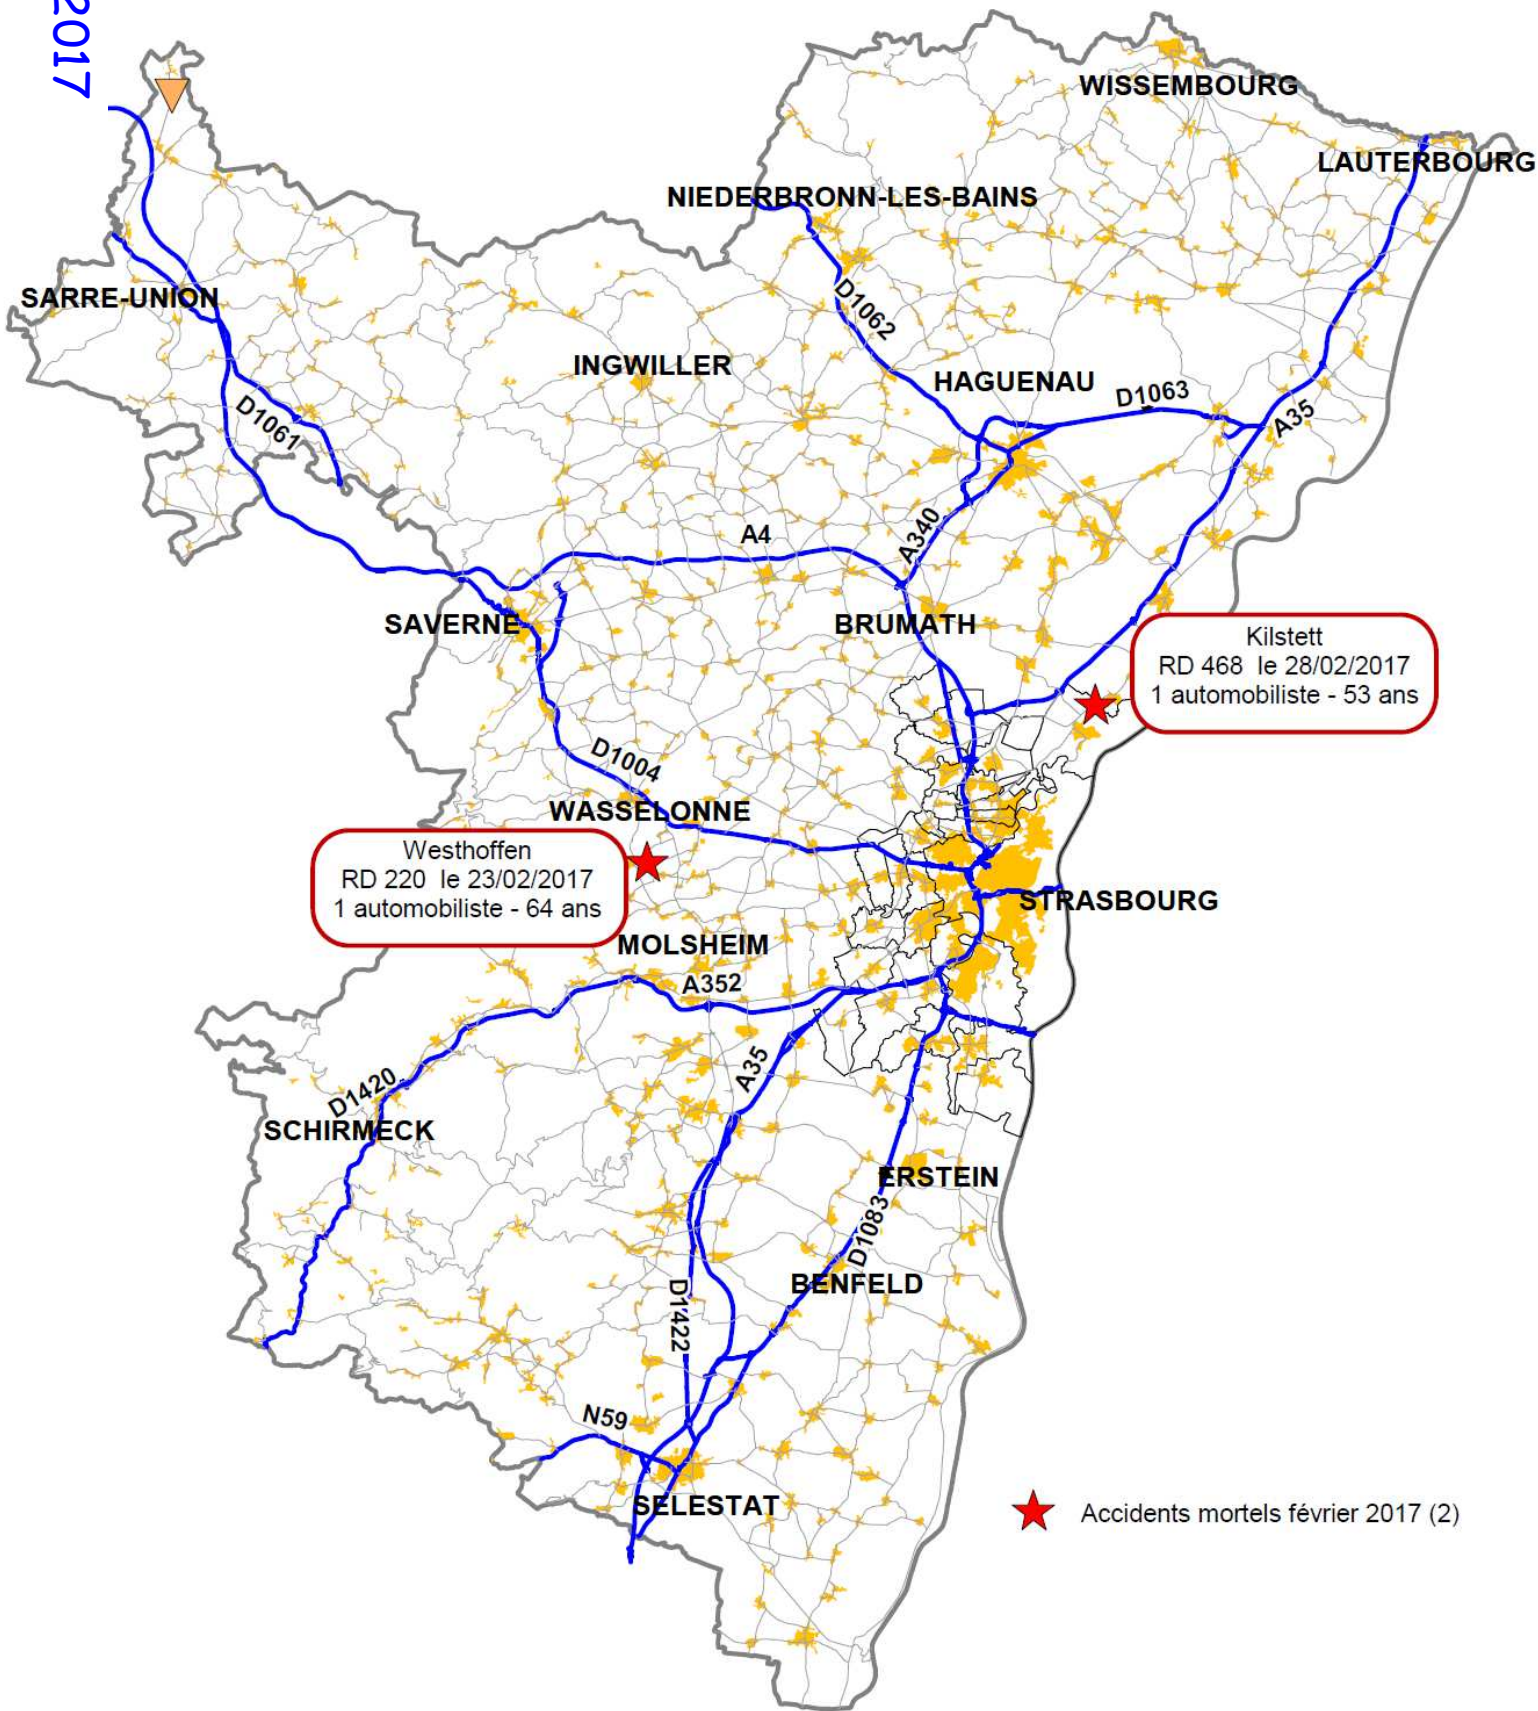 2017
WISSEMBOURG
LAUTERBOURG
NIEDERBRONN-LES-BAINS
SARRE-UNION
D1062
INGWILLER
HAGUENAU
D1063
A35
D1061
A4
A340
SAVERNE
BRUMATH
Kilstett
RD 468 le 28/02/2017
1 automobiliste - 53 ans
D1004
WASSELONNE
Westhoffen
RD 220 le 23/02/2017
1 automobiliste - 64 ans
STRASBOURG
MOLSHEIM
A352
A35
D1420
SCHIRMECK
ERSTEIN
D1083
BENFELD
D1422
N59
SELESTAT
Accidents mortels février 2017 (2)